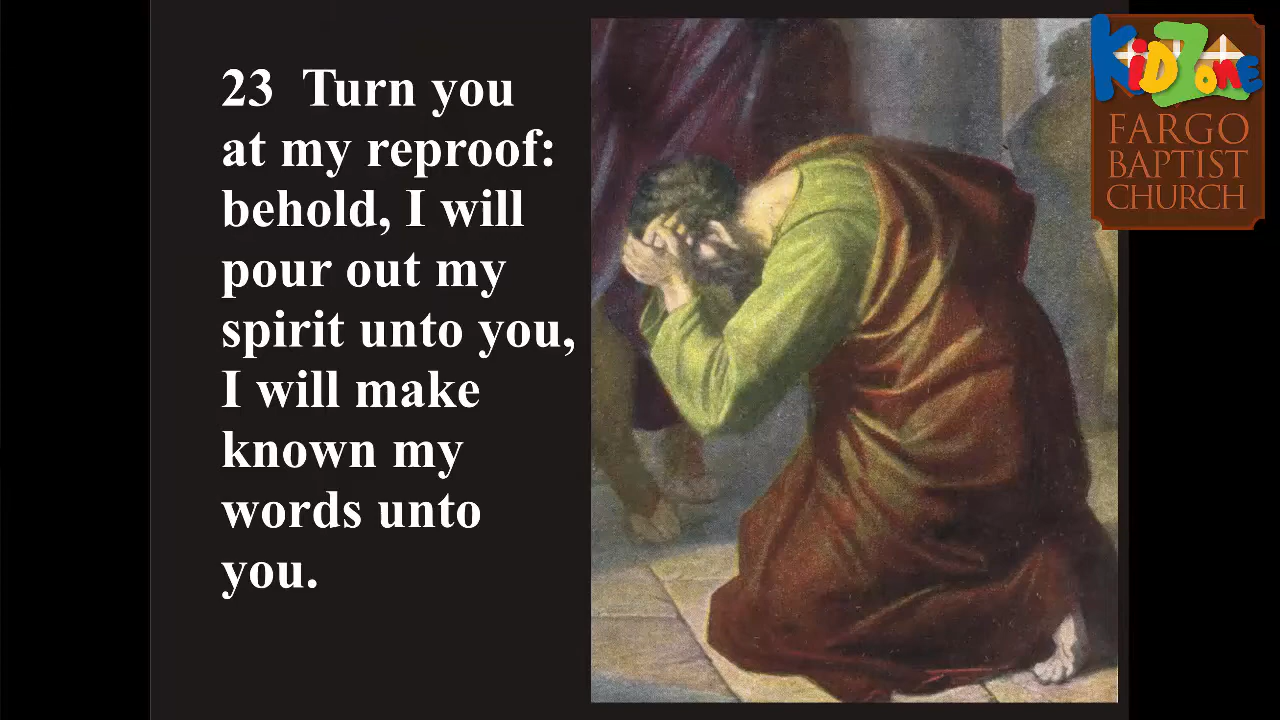 23  Turn you
at my reproof:
behold, I will
pour out my
spirit unto you,
I will make
known my
words unto
you.
KiDZone
FARGO
BAPTIST
CHURCH